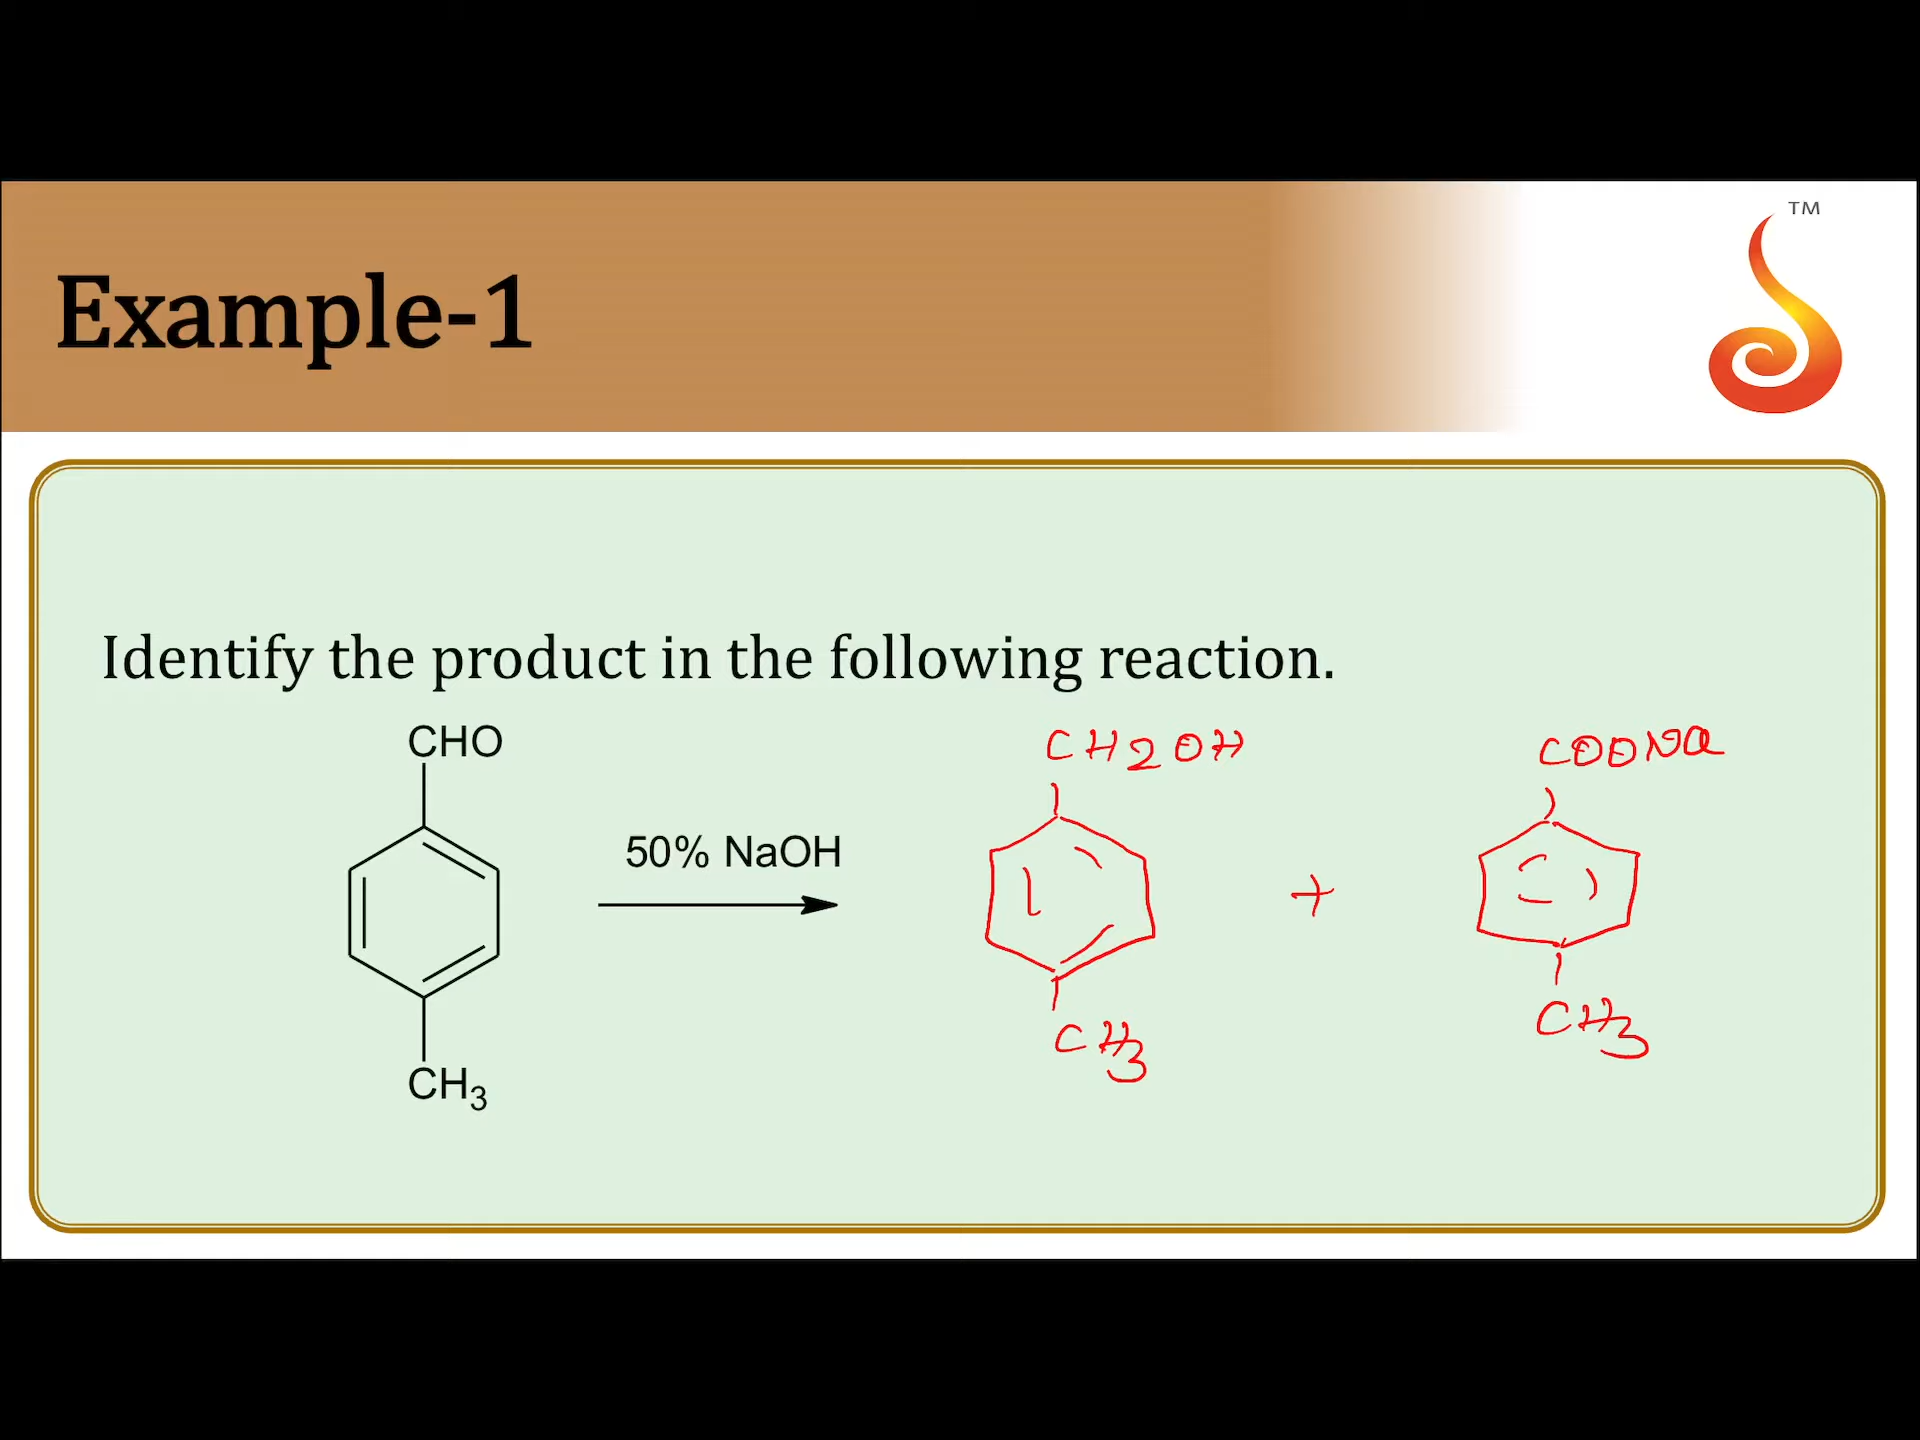 TM
Example-1
Identify the product in the following reaction.
CHO
50% NaOH
CH3
CH2OH
+
COONa
CH3
CH3